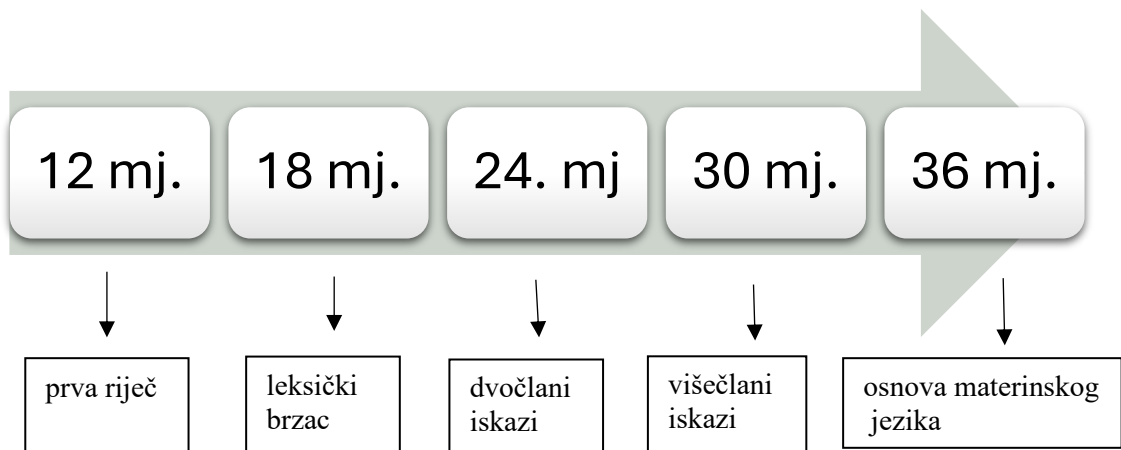 12 mj.
18 mj.
24. mj
30 mj.
36 mj.
prva riječ
leksički
brzac
dvočlani
iskazi
višečlani
iskazi
osnova materinskog
jezika